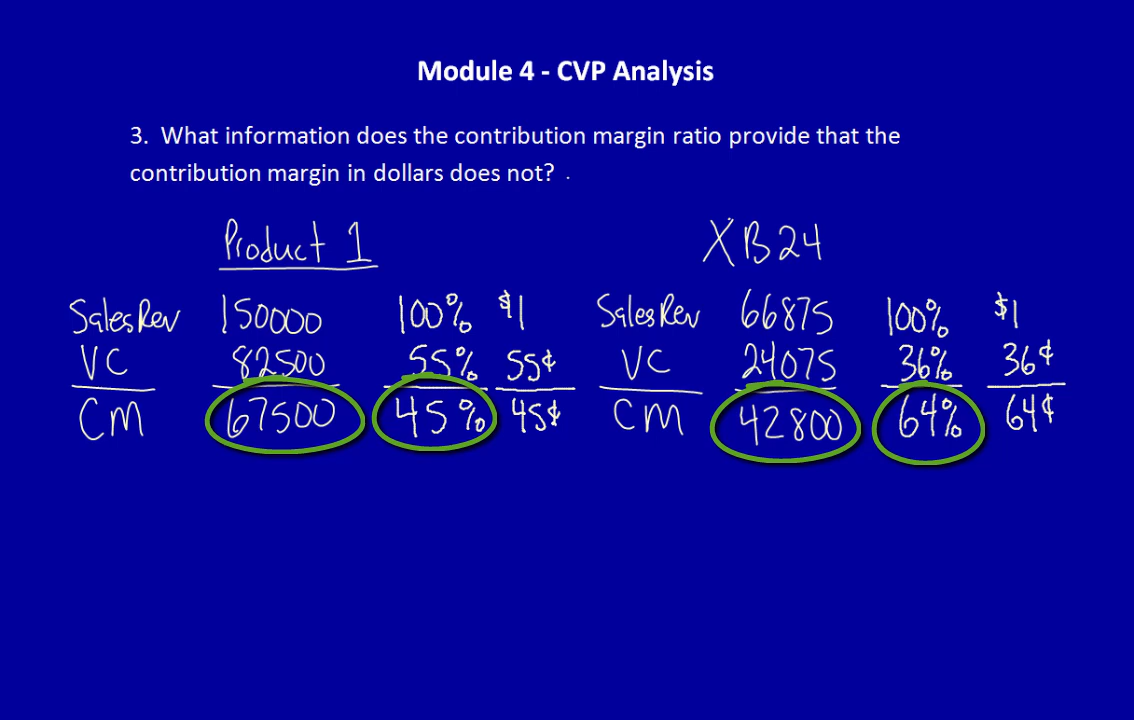 Module 4 - CVP Analysis
3. What information does the contribution margin ratio provide that the
contribution margin in dollars does not? .
Product 1 XB24
Sales Rev 150000 100% $1 Sales Rev 66875 100% $1
VC 82500 55% 55¢ VC 24075 36% 36¢
CM 67500 45% 45¢ CM 42800 64% 64¢